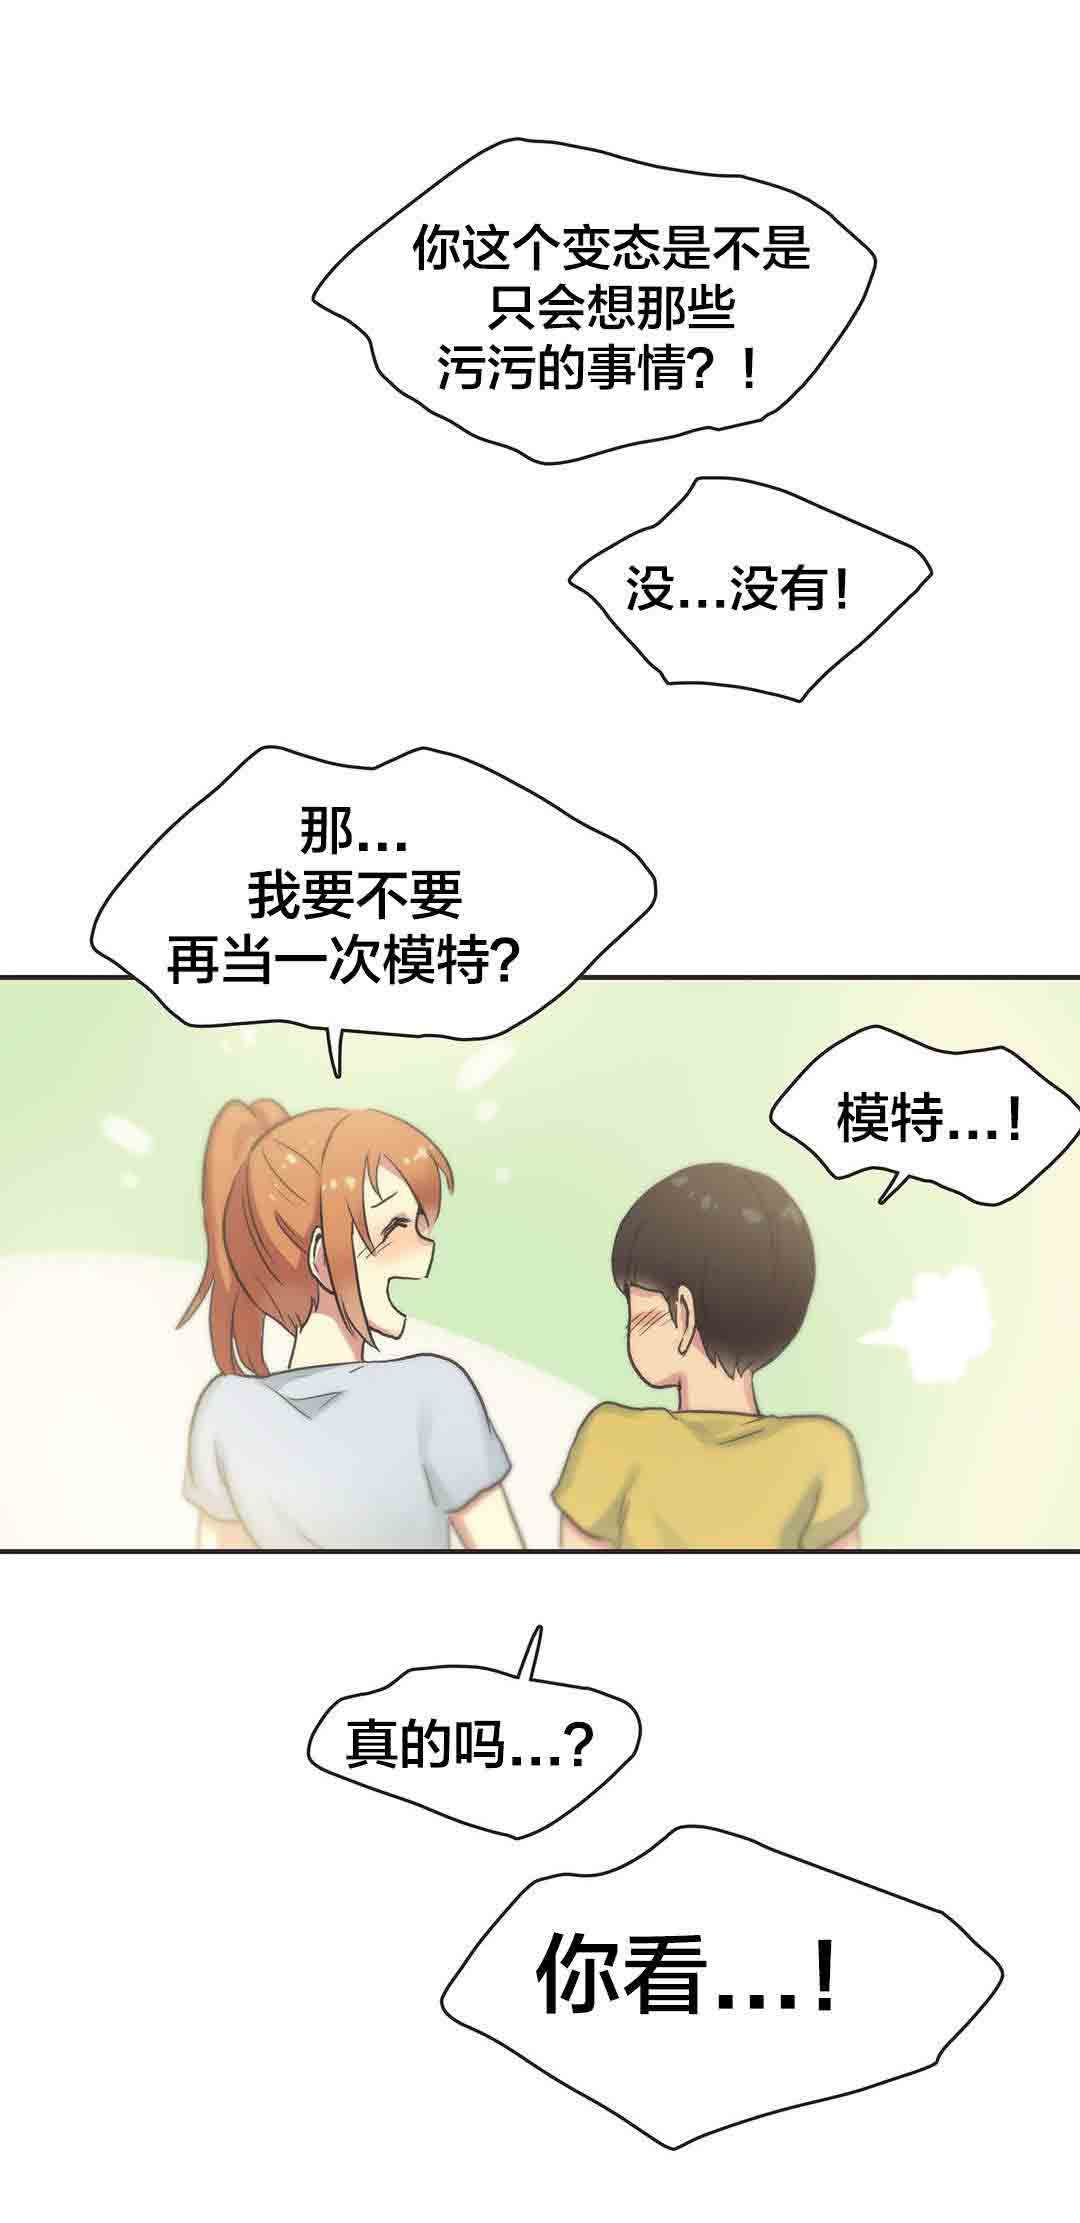 你这个变态是不是
只会想那些
污污的事情？！
没...没有！
那...
我要不要
再当一次模特？
模特...！
真的吗...？
你看...！